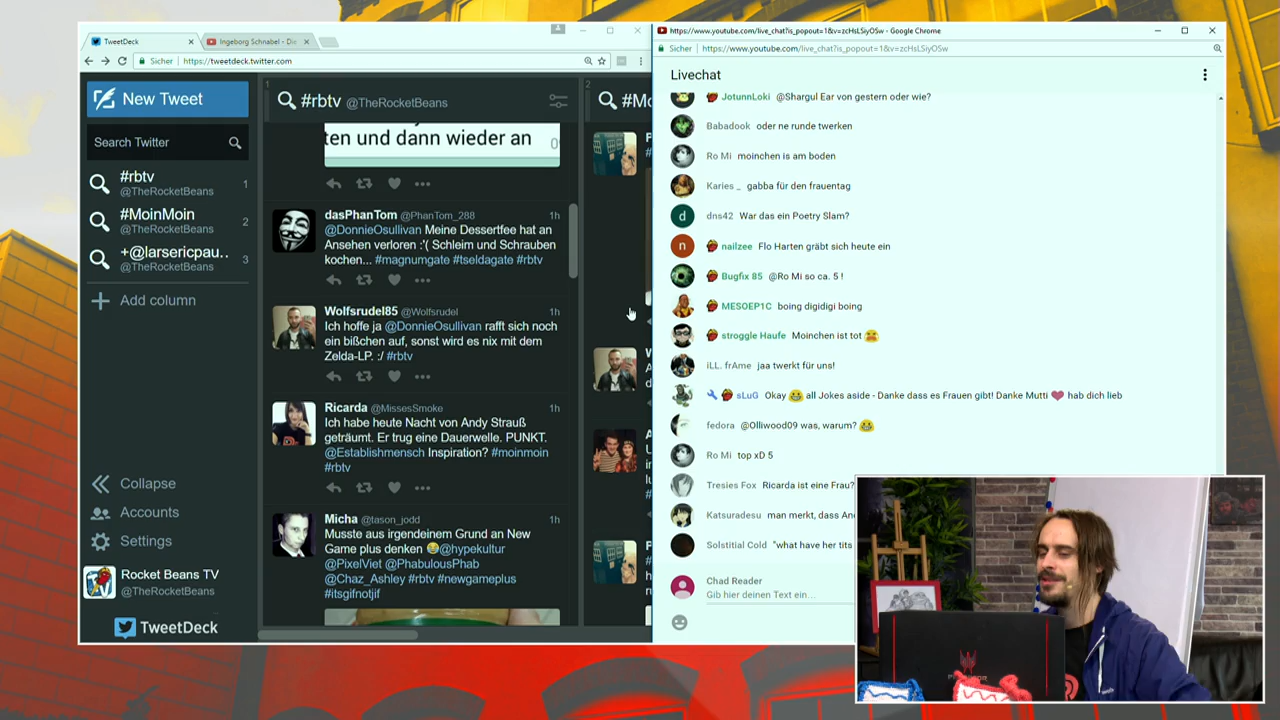 TweetDeck
Ingeborg Schnabel - Die
Sicher
https://tweetdeck.twitter.com
New Tweet
Search Twitter
#rbtv
@TheRocketBeans
1
#MoinMoin
@TheRocketBeans
2
+@larsericpau..
@TheRocketBeans
3
Add column
Collapse
Accounts
Settings
Rocket Beans TV
@TheRocketBeans
TweetDeck
1
#rbtv @TheRocketBeans
ten und dann wieder an
dasPhanTom @PhanTom_288 1h
@DonnieOsullivan Meine Dessertfee hat an
Ansehen verloren :'( Schleim und Schrauben
kochen... #magnumgate #tseldagate #rbtv
Wolfsrudel85 @Wolfsrudel 1h
Ich hoffe ja @DonnieOsullivan rafft sich noch
ein bißchen auf, sonst wird es nix mit dem
Zelda-LP. :/ #rbtv
Ricarda @MissesSmoke 1h
Ich habe heute Nacht von Andy Strauß
geträumt. Er trug eine Dauerwelle. PUNKT.
@Establishmensch Inspiration? #moinmoin
#rbtv
Micha @tason_jodd 1h
Musste aus irgendeinem Grund an New
Game plus denken 😂@hypekultur
@PixelViet @PhabulousPhab
@Chaz_Ashley #rbtv #newgameplus
#itsgifnotjif
2
#Mo
https://www.youtube.com/live_chat?is_popout=1&v=zcHsLSiyOSw - Google Chrome
Sicher
https://www.youtube.com/live_chat?is_popout=1&v=zcHsLSiyOSw
Livechat
JotunnLoki @Shargul Ear von gestern oder wie?
Babadook oder ne runde twerken
Ro Mi moinchen is am boden
Karies _ gabba für den frauentag
dns42 War das ein Poetry Slam?
nailzee Flo Harten gräbt sich heute ein
Bugfix 85 @Ro Mi so ca. 5 !
MESOEP1C boing digidigi boing
stroggle Haufe Moinchen ist tot
iLL. frAme jaa twerkt für uns!
sLuG Okay 😂 all Jokes aside - Danke dass es Frauen gibt! Danke Mutti ❤ hab dich lieb
fedora @Olliwood09 was, warum? 😂
Ro Mi top xD 5
Tresies Fox Ricarda ist eine Frau?
Katsuradesu man merkt, dass And
Solstitial Cold "what have her tits
Chad Reader
Gib hier deinen Text ein...